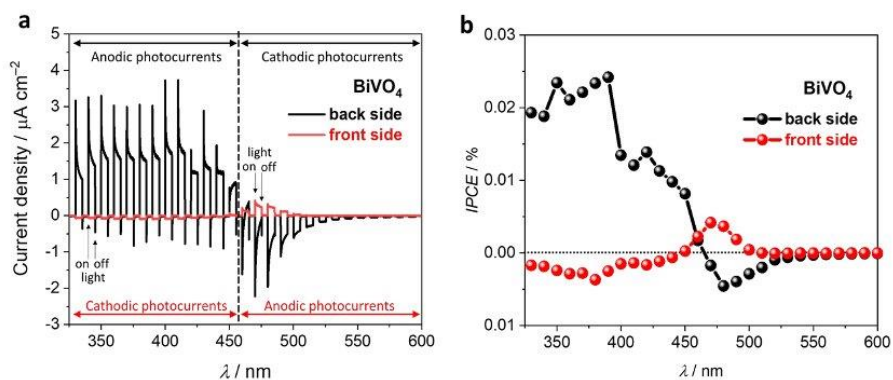 a
Anodic photocurrents
Cathodic photocurrents
BiVO4
back side
front side
light
on off
on off
light
Cathodic photocurrents
Anodic photocurrents
5
4
3
2
1
0
-1
-2
-3
350
400
450
500
550
600
Current density / μA cm−2
λ / nm
b
BiVO4
back side
front side
0.03
0.02
0.01
0.00
0.01
350
400
450
500
550
600
IPCE / %
λ / nm